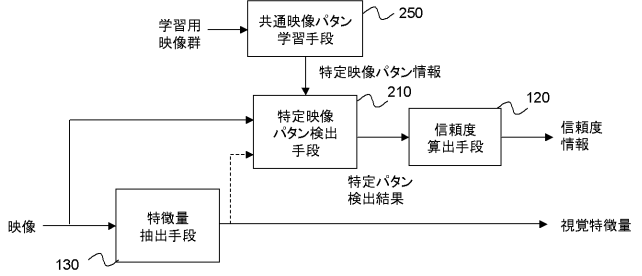 学習用
映像群
共通映像パタン
学習手段
250
特定映像パタン情報
210
特定映像
パタン検出
手段
120
信頼度
算出手段
信頼度
情報
特定パタン
検出結果
映像
特徴量
抽出手段
130
視覚特徴量